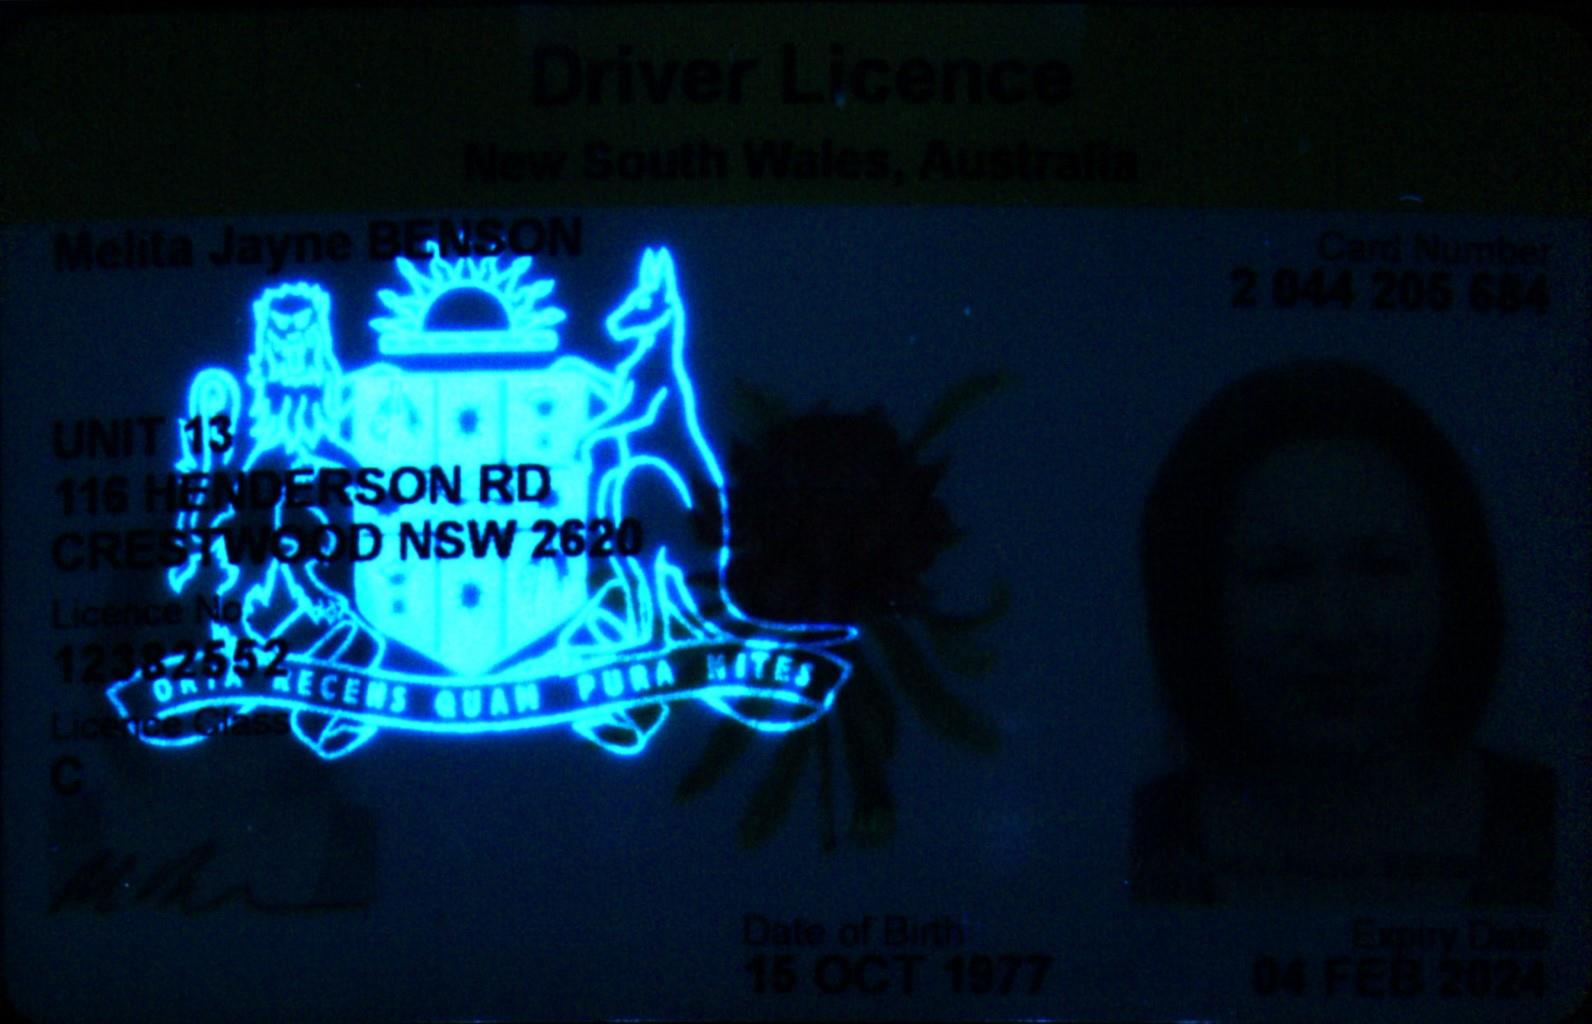 Driver Licence
New South Wales, Australia
Melita Jayne BENSON
Card Number
2 044 205 684
UNIT 13
116 HENDERSON RD
CRESTWOOD NSW 2620
Licence No
12382552
ORTA RECENS QUAM PURA NITES
Licence Class
C
Date of Birth
15 OCT 1977
Expiry Date
04 FEB 2024